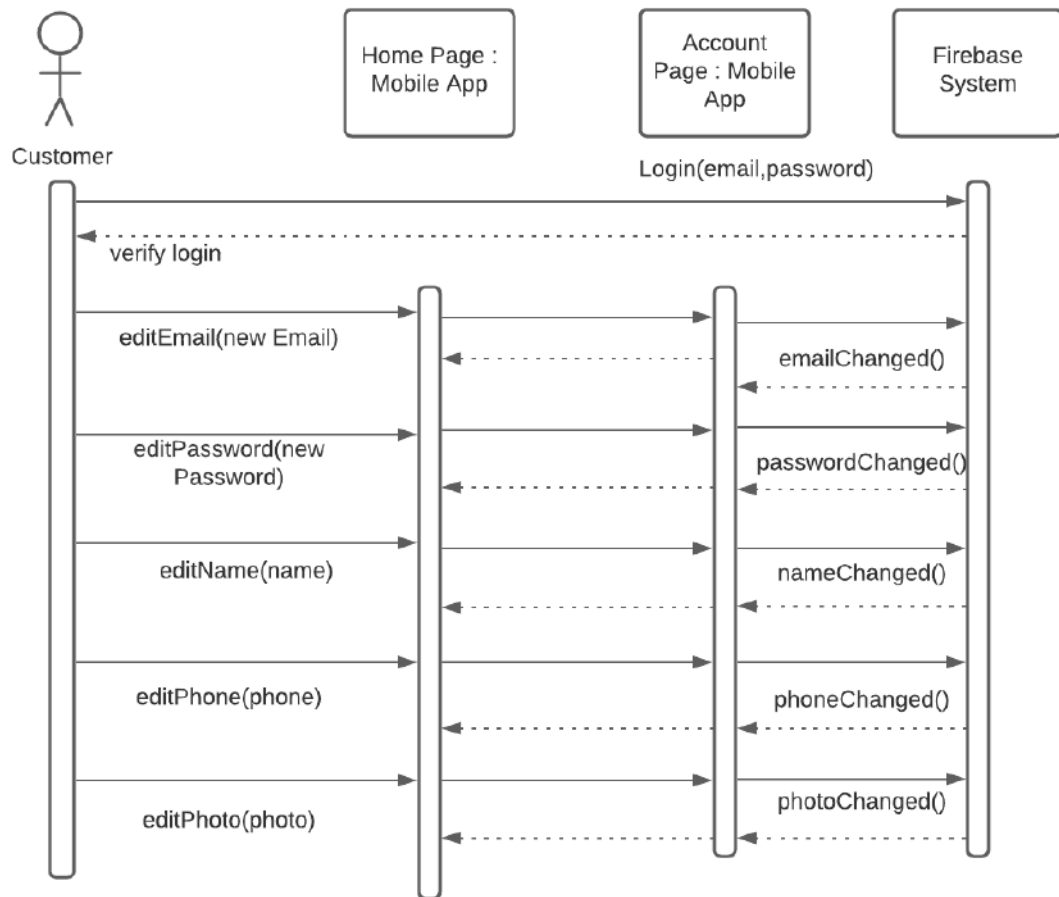 Customer
Home Page :
Mobile App
Account
Page : Mobile
App
Firebase
System
Login(email,password)
verify login
editEmail(new Email)
emailChanged()
editPassword(new
Password)
passwordChanged()
editName(name)
nameChanged()
editPhone(phone)
phoneChanged()
editPhoto(photo)
photoChanged()